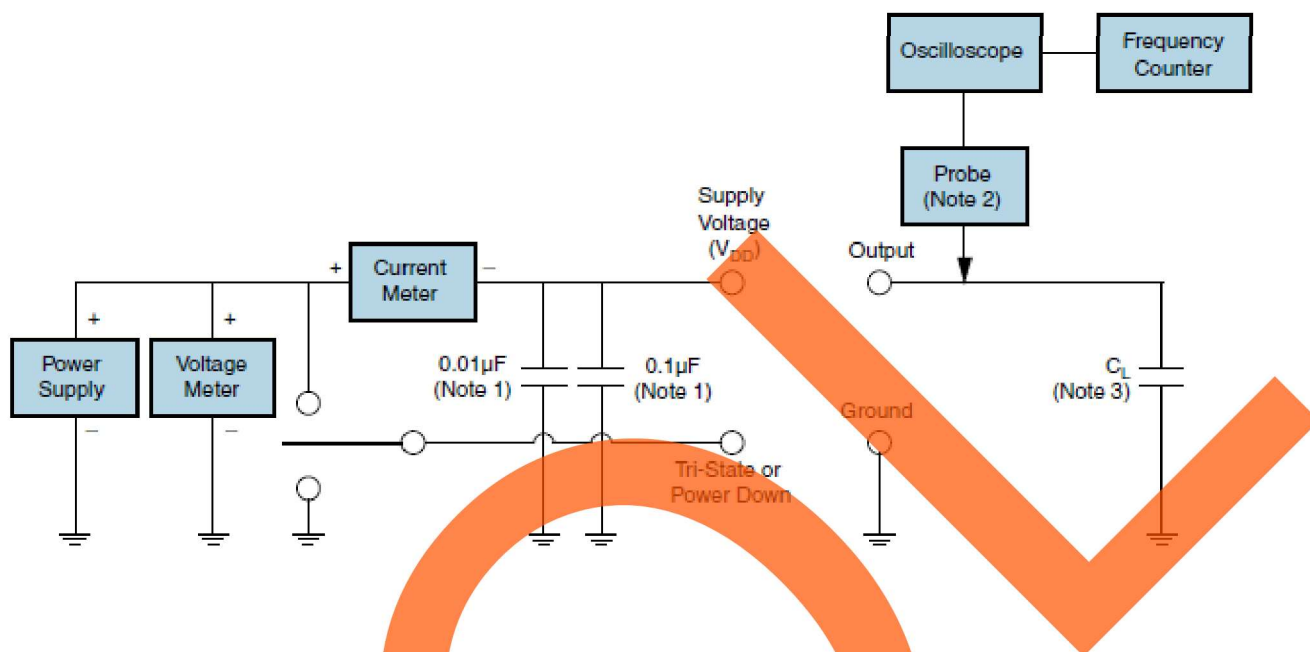 Oscilloscope
Frequency
Counter
Probe
(Note 2)
Supply
Voltage
(VDD)
Output
+
Current
Meter
–
+
+
Power
Supply
Voltage
Meter
–
–
0.01µF
(Note 1)
0.1µF
(Note 1)
CL
(Note 3)
Ground
Tri-State or
Power Down